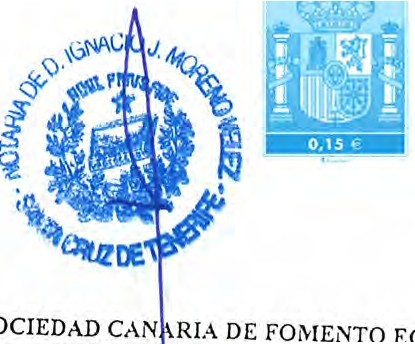 NOTARIA DE D. IGNACIO J. MORENO VELEZ
SANTA CRUZ DE TENERIFE
0,15 €
OCIEDAD CANARIA DE FOMENTO EC